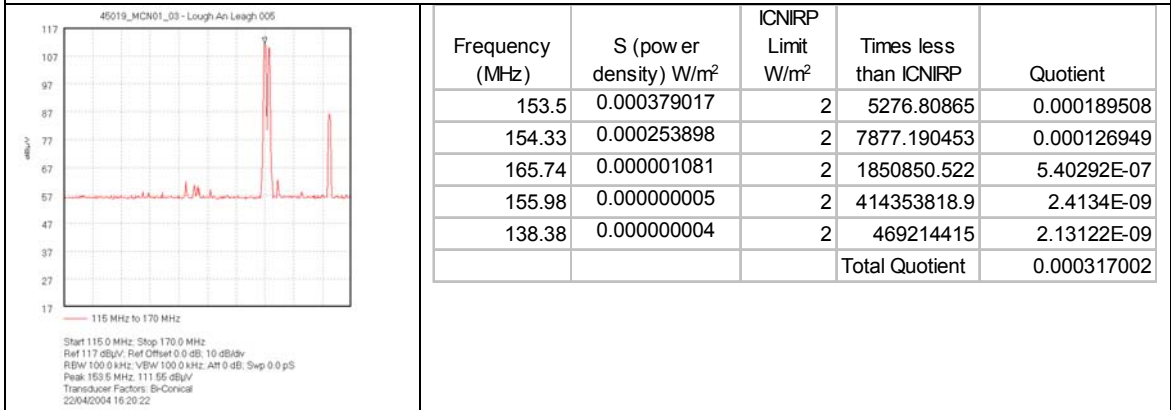 45019_MCN01_03 - Lough An Leagh 005
117
107
97
87
77
67
57
47
37
27
17
dBµV
115 MHz to 170 MHz
Start 115.0 MHz; Stop 170.0 MHz
Ref 117 dBµV; Ref Offset 0.0 dB; 10 dB/div
RBW 100.0 kHz; VBW 100.0 kHz; Att 0 dB; Swp 0.0 pS
Peak 153.5 MHz, 111.55 dBµV
Transducer Factors: Bi-Conical
22/04/2004 16:20:22
Frequency (MHz) S (power density) W/m² ICNIRP Limit W/m² Times less than ICNIRP Quotient
153.5 0.000379017 2 5276.80865 0.000189508
154.33 0.000253898 2 7877.190453 0.000126949
165.74 0.000001081 2 1850850.522 5.40292E-07
155.98 0.000000005 2 414353818.9 2.4134E-09
138.38 0.000000004 2 469214415 2.13122E-09
Total Quotient 0.000317002